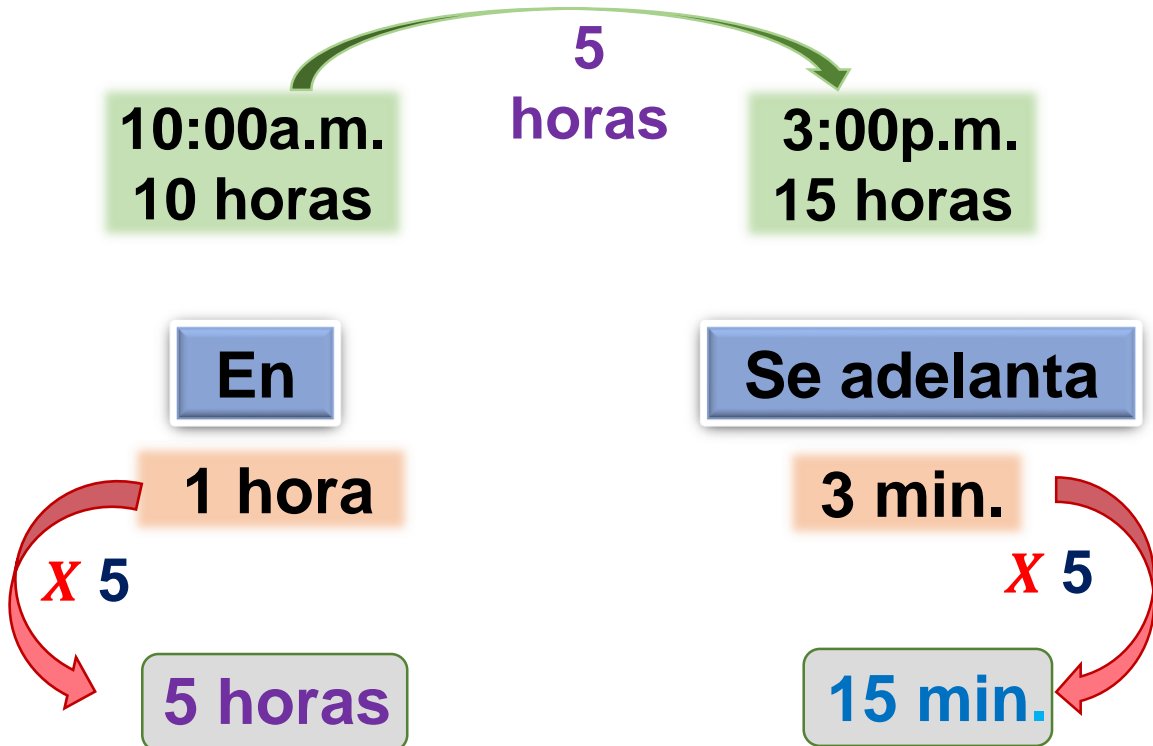 5
horas
10:00a.m.
10 horas
3:00p.m.
15 horas
En
Se adelanta
1 hora
3 min.
X 5
X 5
5 horas
15 min.